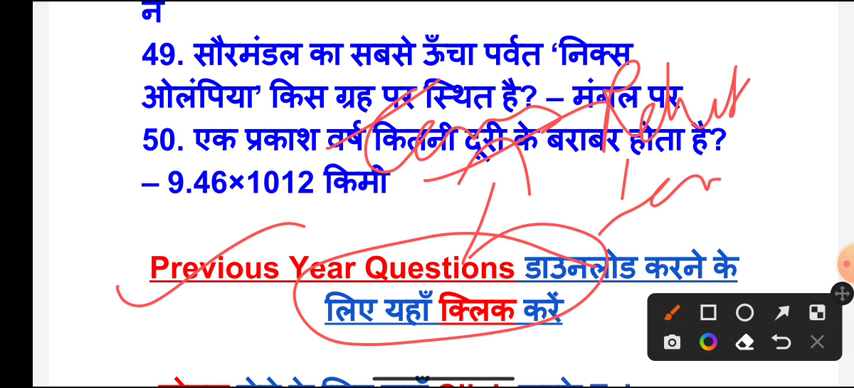 ने
49. सौरमंडल का सबसे ऊँचा पर्वत ‘निक्स
ओलंपिया’ किस ग्रह पर स्थित है? – मंगल पर
50. एक प्रकाश वर्ष कितनी दूरी के बराबर होता है?
– 9.46×1012 किमी
Previous Year Questions डाउनलोड करने के
लिए यहाँ क्लिक करें